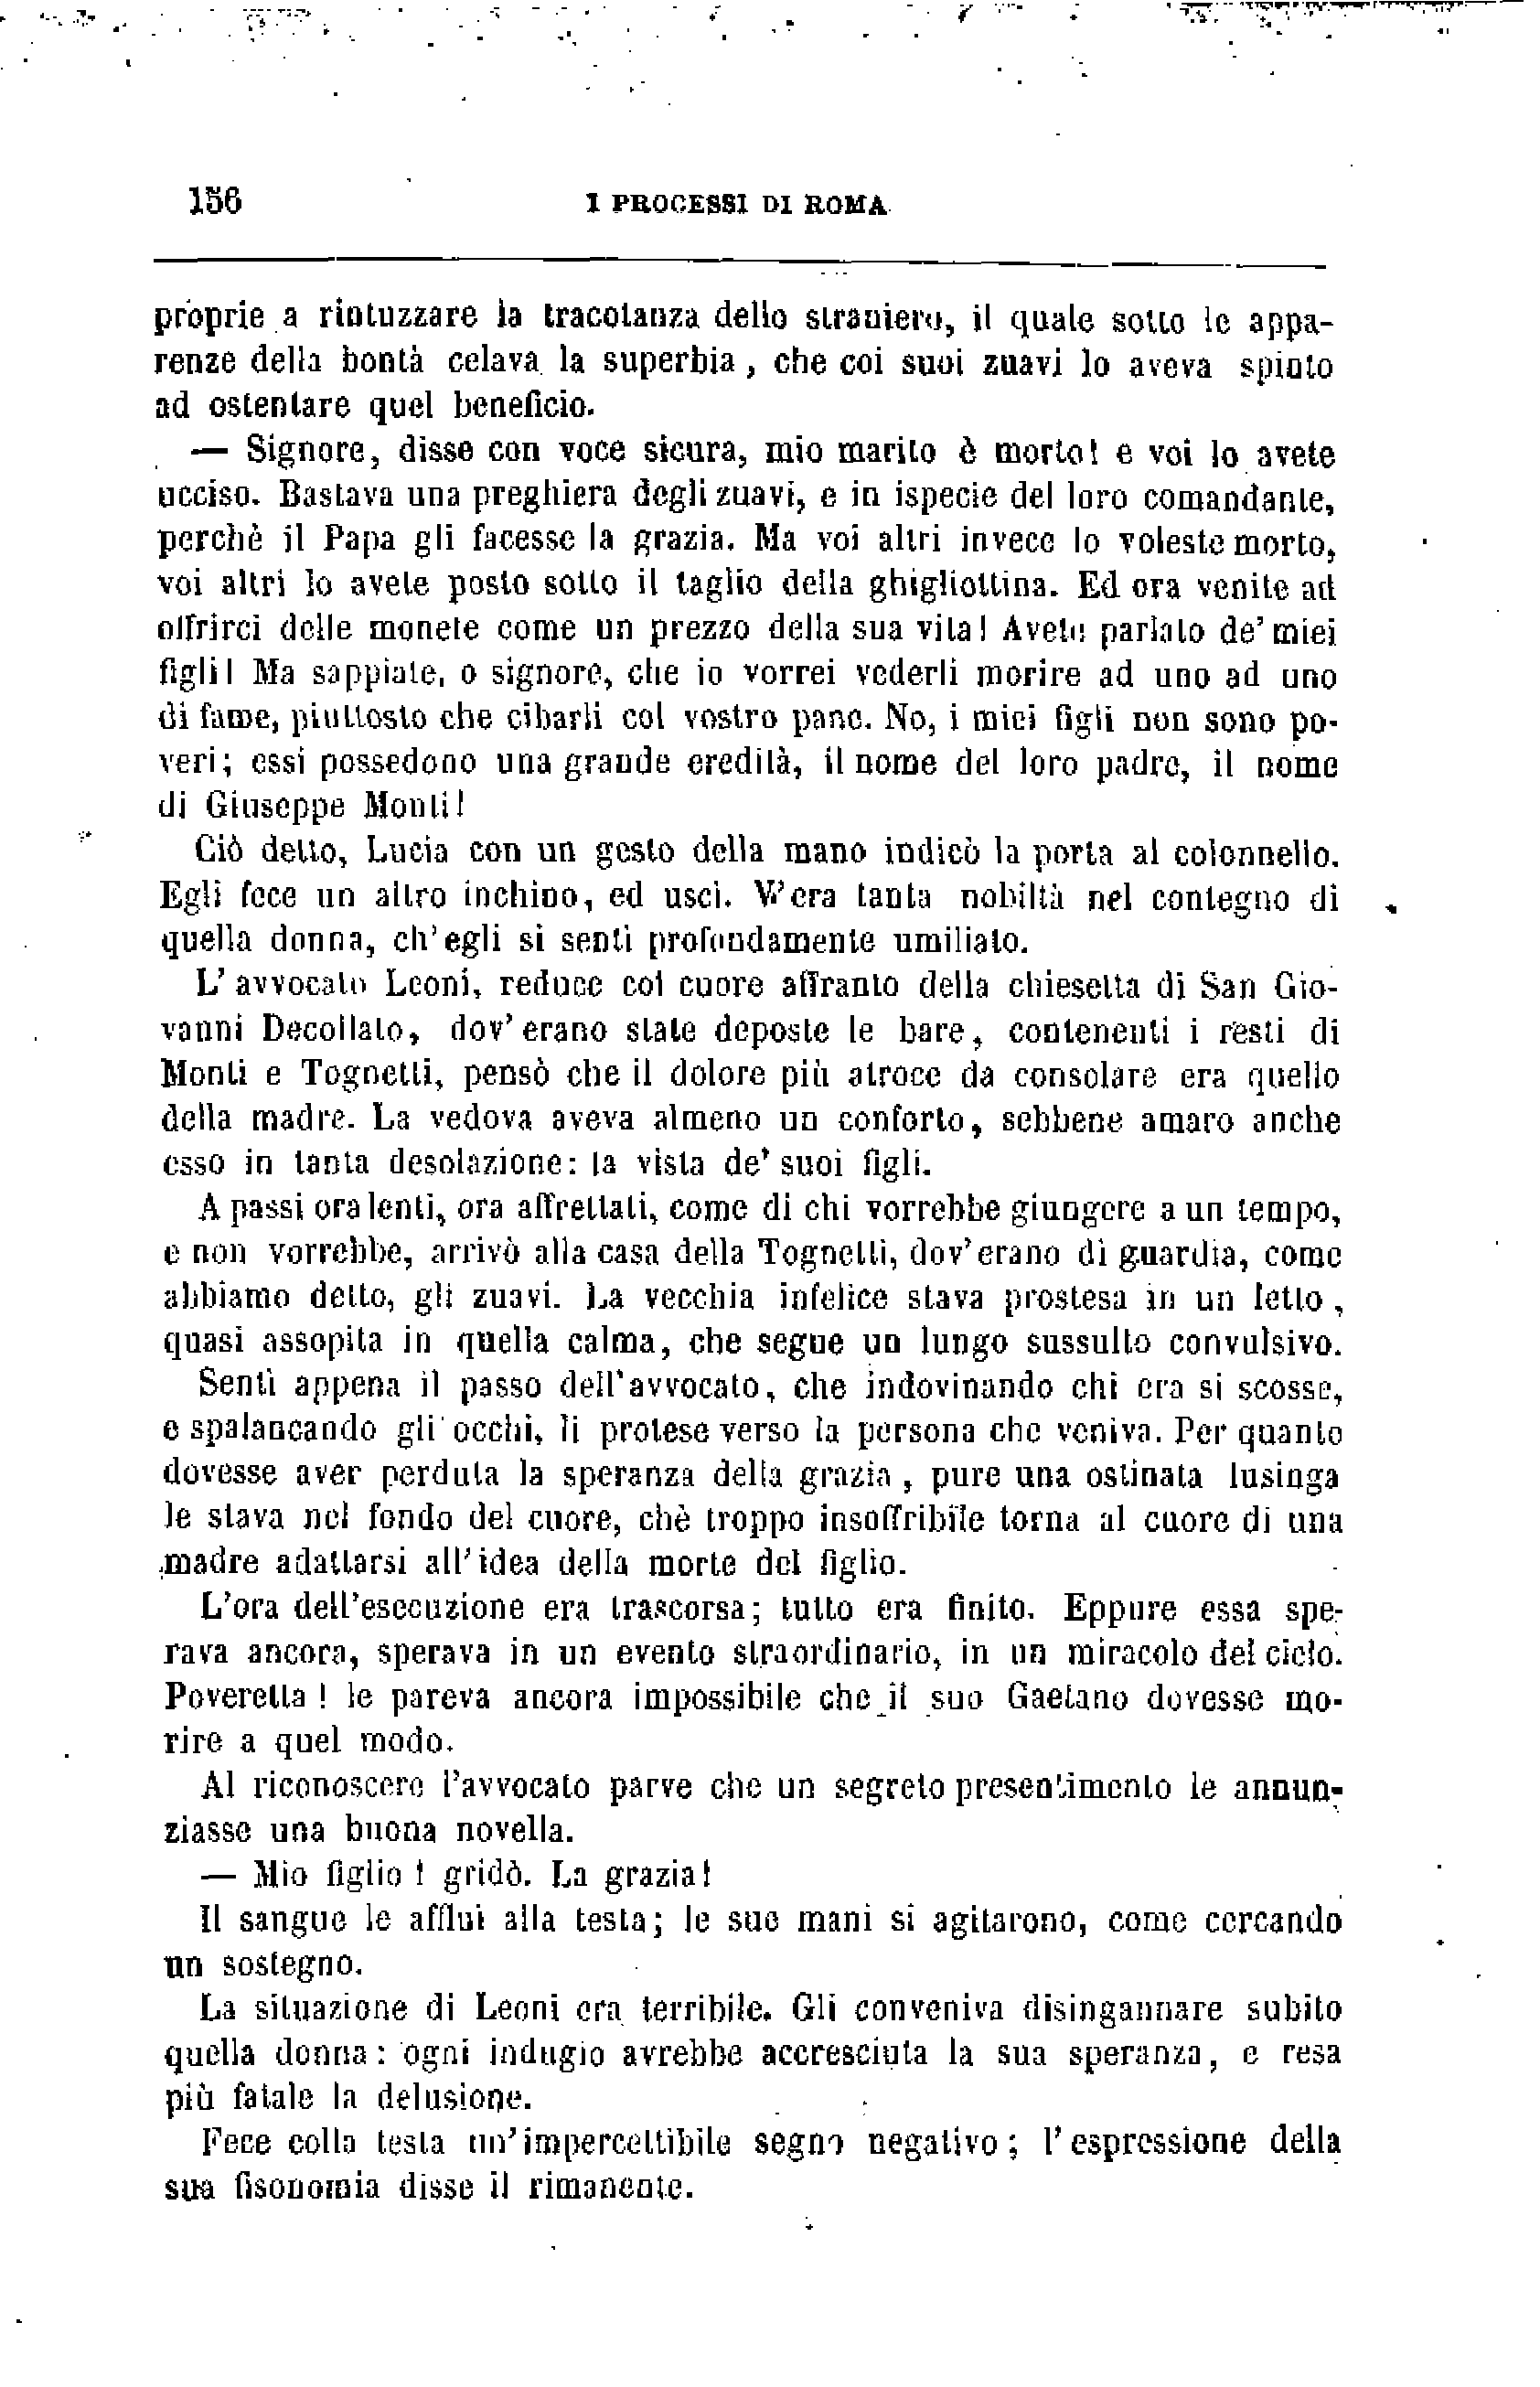 156 I PROCESSI DI ROMA
proprie a rintuzzare la tracotanza dello straniero, il quale sotto le appa-
renze della bontà celava la superbia, che coi suoi zuavi lo aveva spinto
ad ostentare quel beneficio.
— Signore, disse con voce sicura, mio marito è morto! e voi lo avete
ucciso. Bastava una preghiera degli zuavi, e in ispecie del loro comandante,
perchè il Papa gli facesse la grazia. Ma voi altri invece lo voleste morto,
voi altri lo avete posto sotto il taglio della ghigliottina. Ed ora venite ad
offrirci delle monete come un prezzo della sua vita! Avete parlato de' miei
figli! Ma sappiate, o signore, che io vorrei vederli morire ad uno ad uno
di fame, piuttosto che cibarli col vostro pane. No, i miei figli non sono po-
veri; essi possedono una grande eredità, il nome del loro padre, il nome
di Giuseppe Monti!
Ciò detto, Lucia con un gesto della mano indicò la porta al colonnello.
Egli fece un altro inchino, ed uscì. V'era tanta nobiltà nel contegno di
quella donna, ch'egli si sentì profondamente umiliato.
L'avvocato Leoni, reduce col cuore affranto della chiesetta di San Gio-
vanni Decollato, dov'erano state deposte le bare, contenenti i resti di
Monti e Tognetti, pensò che il dolore più atroce da consolare era quello
della madre. La vedova aveva almeno un conforto, sebbene amaro anche
esso in tanta desolazione: la vista de' suoi figli.
A passi ora lenti, ora affrettati, come di chi vorrebbe giungere a un tempo,
e non vorrebbe, arrivò alla casa della Tognetti, dov'erano di guardia, come
abbiamo detto, gli zuavi. La vecchia infelice stava prostesa in un letto,
quasi assopita in quella calma, che segue un lungo sussulto convulsivo.
Sentì appena il passo dell'avvocato, che indovinando chi era si scosse,
e spalancando gli occhi, li protese verso la persona che veniva. Per quanto
dovesse aver perduta la speranza della grazia, pure una ostinata lusinga
le stava nel fondo del cuore, chè troppo insoffribile torna al cuore di una
madre adattarsi all'idea della morte del figlio.
L'ora dell'esecuzione era trascorsa; tutto era finito. Eppure essa spe-
rava ancora, sperava in un evento straordinario, in un miracolo del cielo.
Poveretta! le pareva ancora impossibile che il suo Gaetano dovesse mo-
rire a quel modo.
Al riconoscere l'avvocato parve che un segreto presentimento le annun-
ziasse una buona novella.
— Mio figlio! gridò. La grazia!
Il sangue le affluì alla testa; le sue mani si agitarono, come cercando
un sostegno.
La situazione di Leoni era terribile. Gli conveniva disingannare subito
quella donna: ogni indugio avrebbe accresciuta la sua speranza, e resa
più fatale la delusione.
Fece colla testa un'impercettibile segno negativo; l'espressione della
sua fisonomia disse il rimanente.